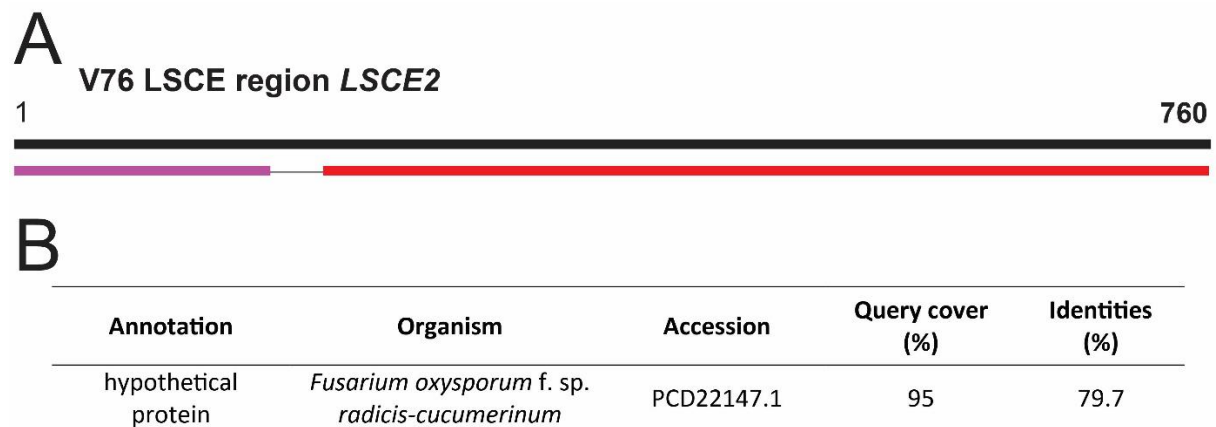 A
V76 LSCE region LSCE2
1 760
B
Annotation Organism Accession Query cover (%) Identities (%)
hypothetical protein Fusarium oxysporum f. sp. radicis-cucumerinum PCD22147.1 95 79.7